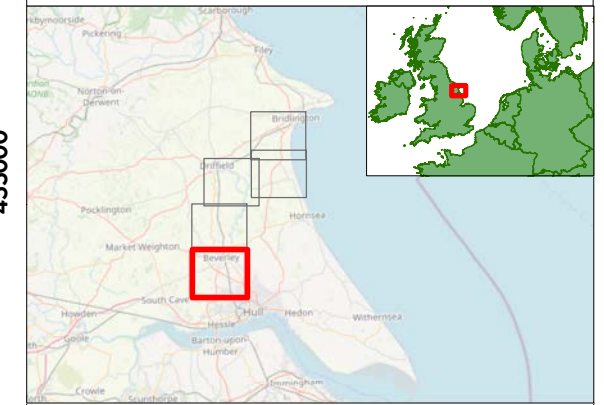 Scarborough
Pickering
Filey
Norton-on-
Derwent
Bridlington
Driffield
Pocklington
Hornsea
Market Weighton
Beverley
South Cave
Howden
Hull
Hedon
Withernsea
Hessle
Goole
Barton-upon-
Humber
Immingham
Crowle
Scunthorpe